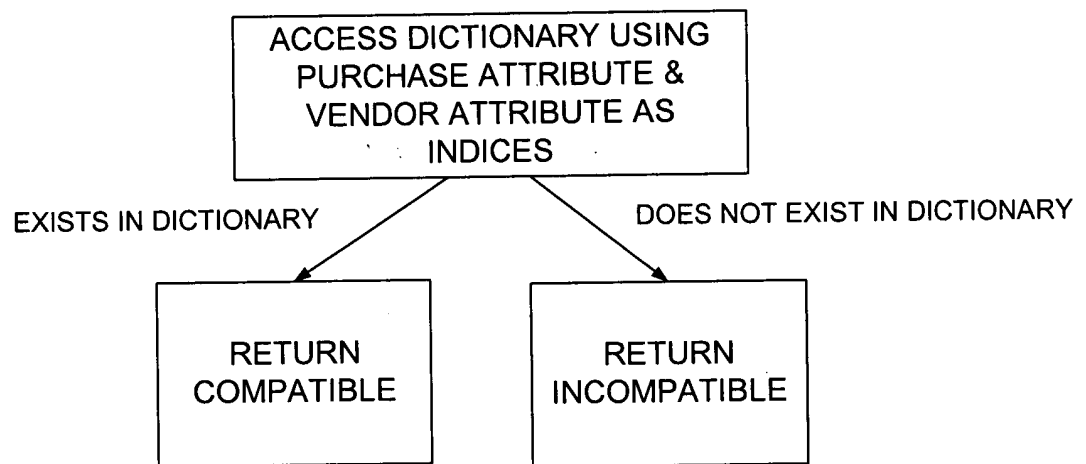 ACCESS DICTIONARY USING
PURCHASE ATTRIBUTE &
VENDOR ATTRIBUTE AS
INDICES
EXISTS IN DICTIONARY
DOES NOT EXIST IN DICTIONARY
RETURN
COMPATIBLE
RETURN
INCOMPATIBLE